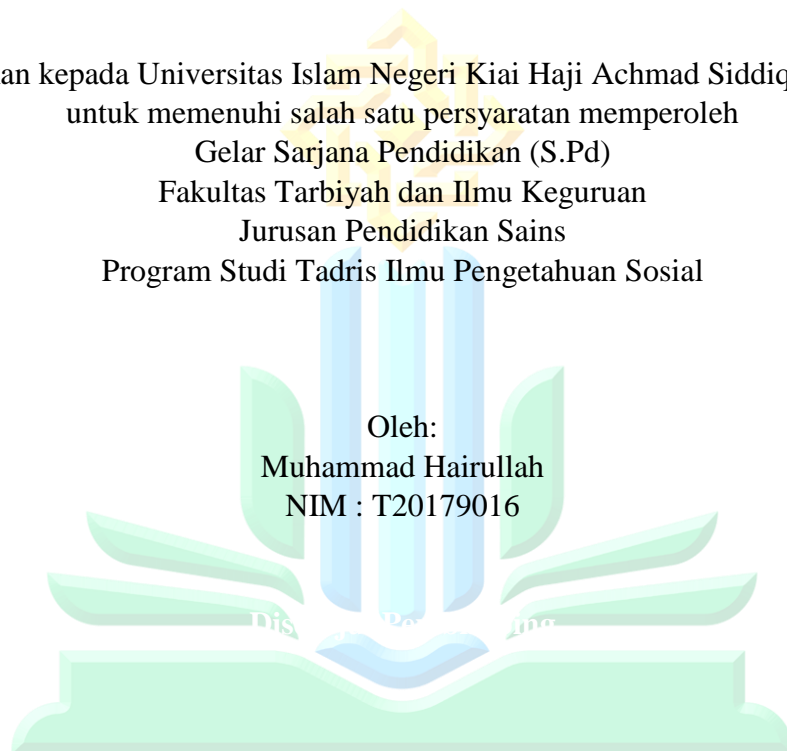 kan kepada Universitas Islam Negeri Kiai Haji Achmad Siddiq
untuk memenuhi salah satu persyaratan memperoleh
Gelar Sarjana Pendidikan (S.Pd)
Fakultas Tarbiyah dan Ilmu Keguruan
Jurusan Pendidikan Sains
Program Studi Tadris Ilmu Pengetahuan Sosial
Oleh:
Muhammad Hairullah
NIM : T20179016